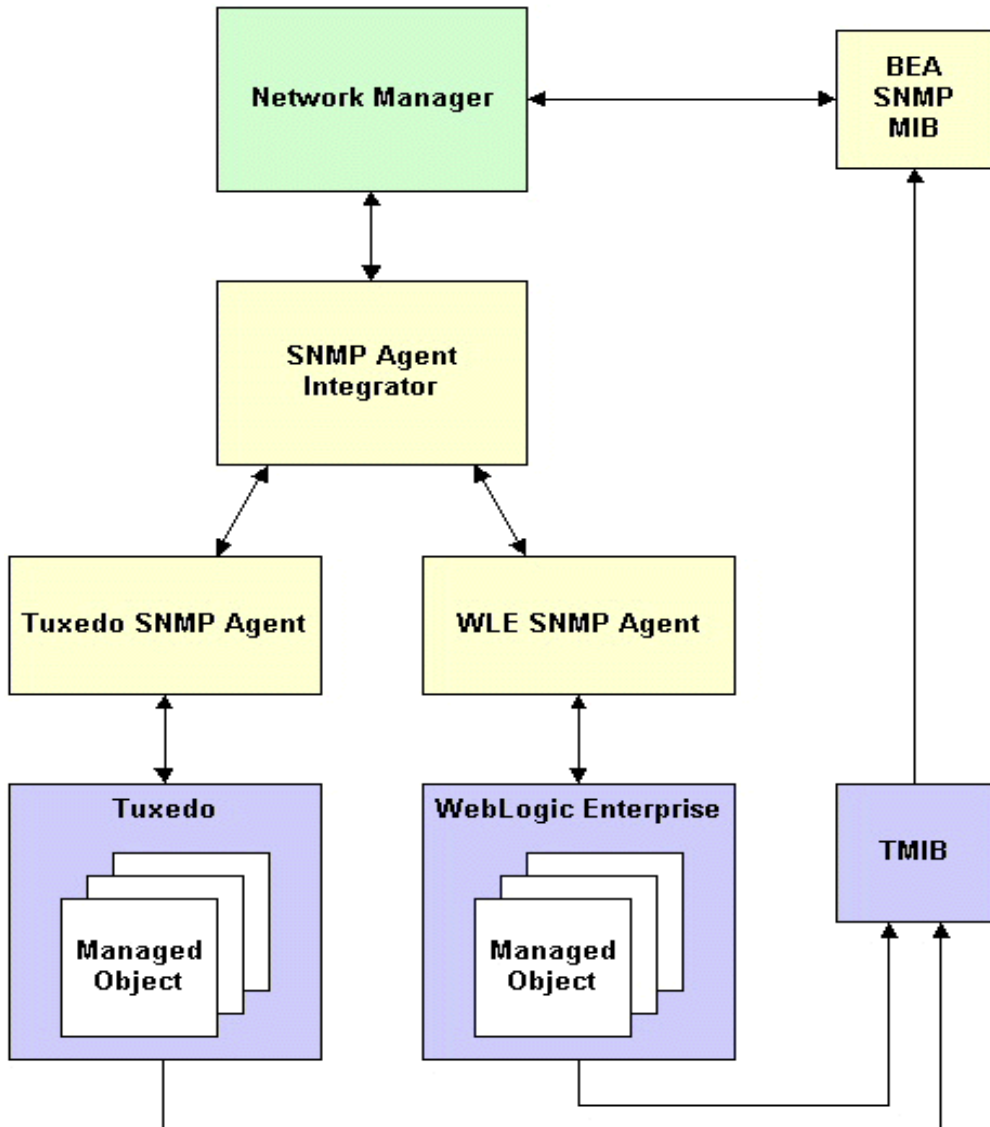 Network Manager
BEA
SNMP
MIB
SNMP Agent
Integrator
Tuxedo SNMP Agent
WLE SNMP Agent
Tuxedo
Managed
Object
WebLogic Enterprise
Managed
Object
TMIB